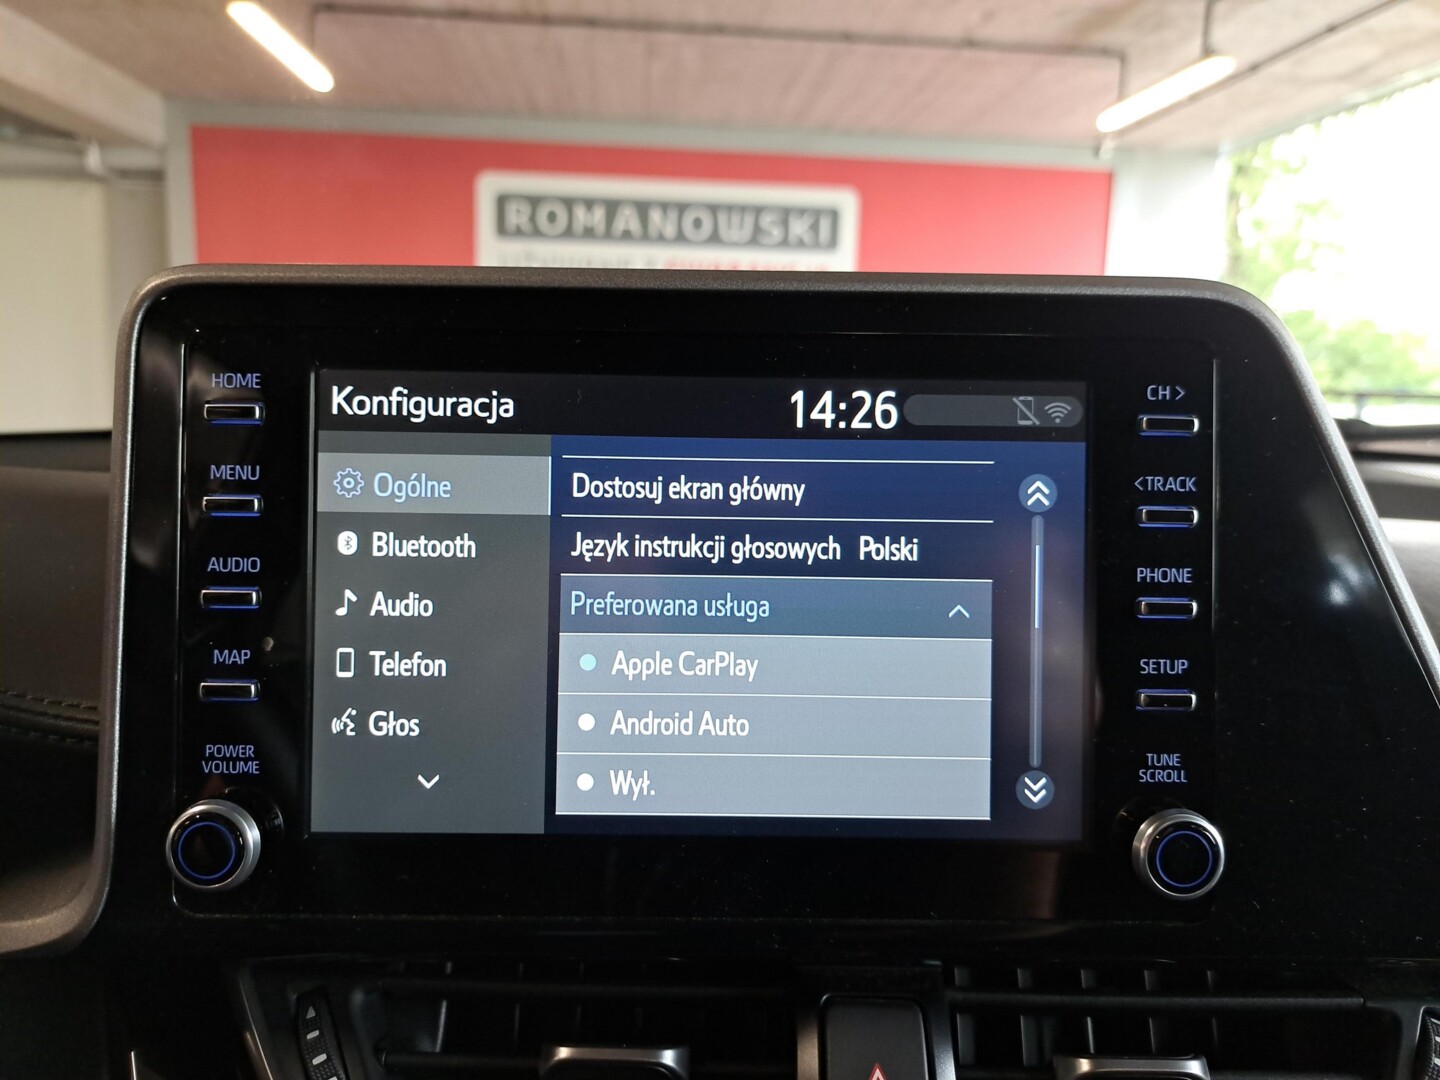 ROMANOWSKI
HOME
MENU
AUDIO
MAP
POWER
VOLUME
Konfiguracja
14:26
Ogólne
Bluetooth
Audio
Telefon
Głos
Dostosuj ekran główny
Język instrukcji głosowych Polski
Preferowana usługa
Apple CarPlay
Android Auto
Wył.
CH >
<TRACK
PHONE
SETUP
TUNE
SCROLL